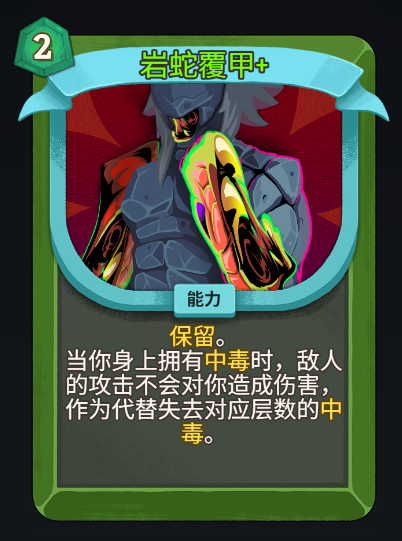 2
岩蛇覆甲+
能力
保留。
当你身上拥有中毒时，敌人
的攻击不会对你造成伤害，
作为代替失去对应层数的中
毒。